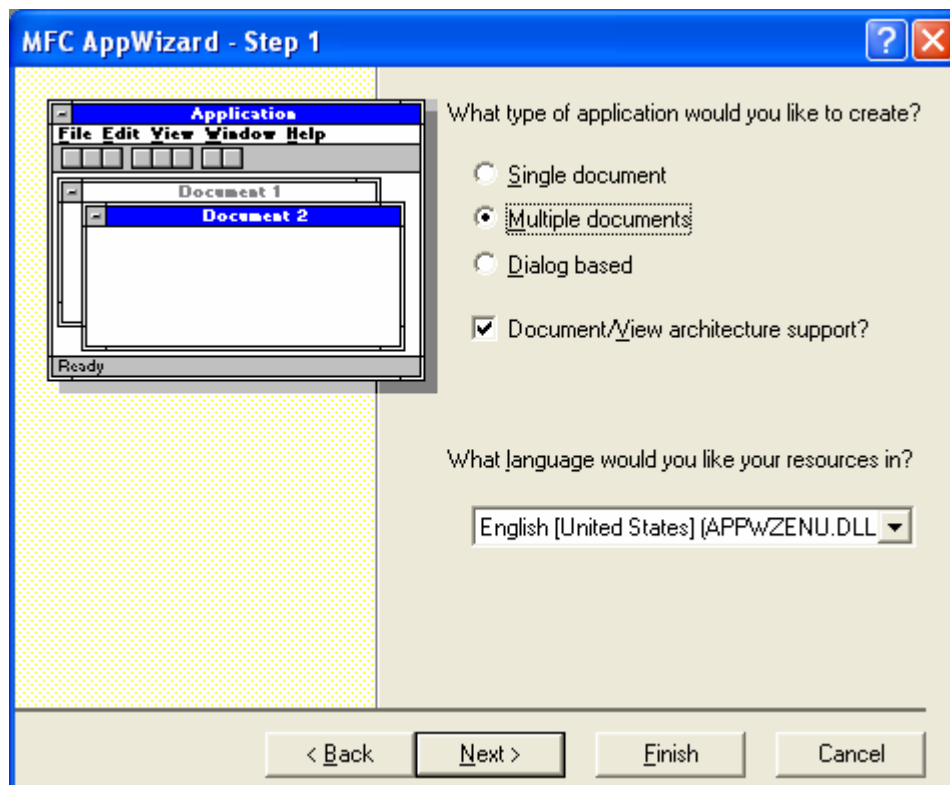 MFC AppWizard - Step 1
Application
File Edit View Window Help
Document 1
Document 2
Ready
What type of application would you like to create?
Single document
Multiple documents
Dialog based
Document/View architecture support?
What language would you like your resources in?
English [United States] (APPWZENU.DLL
< Back Next > Finish Cancel